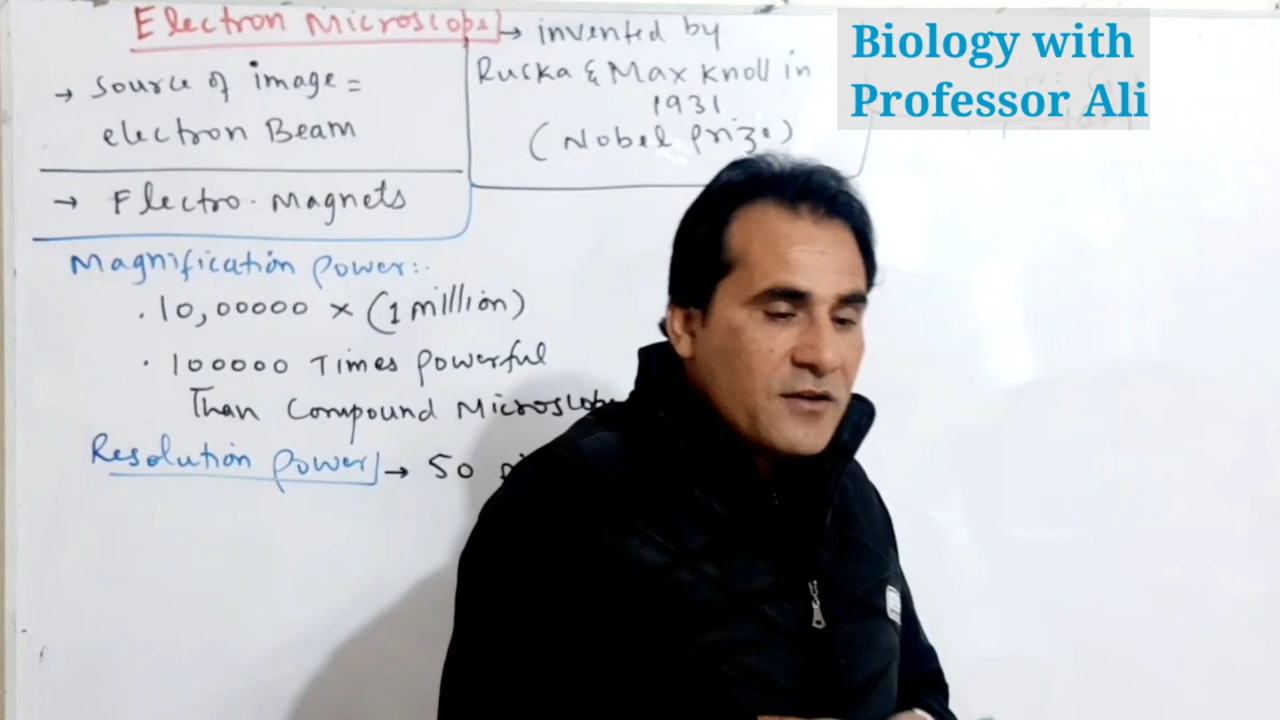 Electron Microscope → invented by
Ruska & Max Knoll in
1931
(Nobel Prize)
→ Source of image =
electron Beam
→ Electro-Magnets
Magnification power:-
. 10,00000 × (1 million)
. 100000 Times powerful
Than Compound Microscope
Resolution power → 50
Biology with
Professor Ali